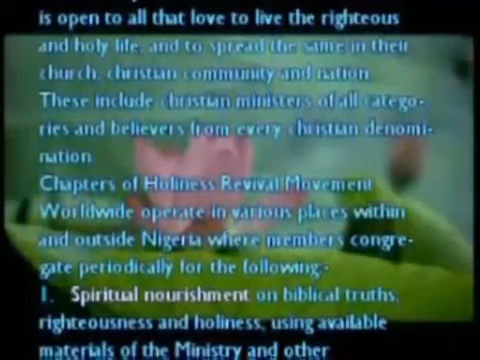 is open to all that love to live the righteous
and holy life, and to spread the same in their
church, christian community and nation.
These include christian ministers of all catego-
ries and believers from every christian denomi-
nation.
Chapters of Holiness Revival Movement
Worldwide operate in various places within
and outside Nigeria where members congre-
gate periodically for the following:-
1. Spiritual nourishment on biblical truths,
righteousness and holiness, using available
materials of the Ministry and other